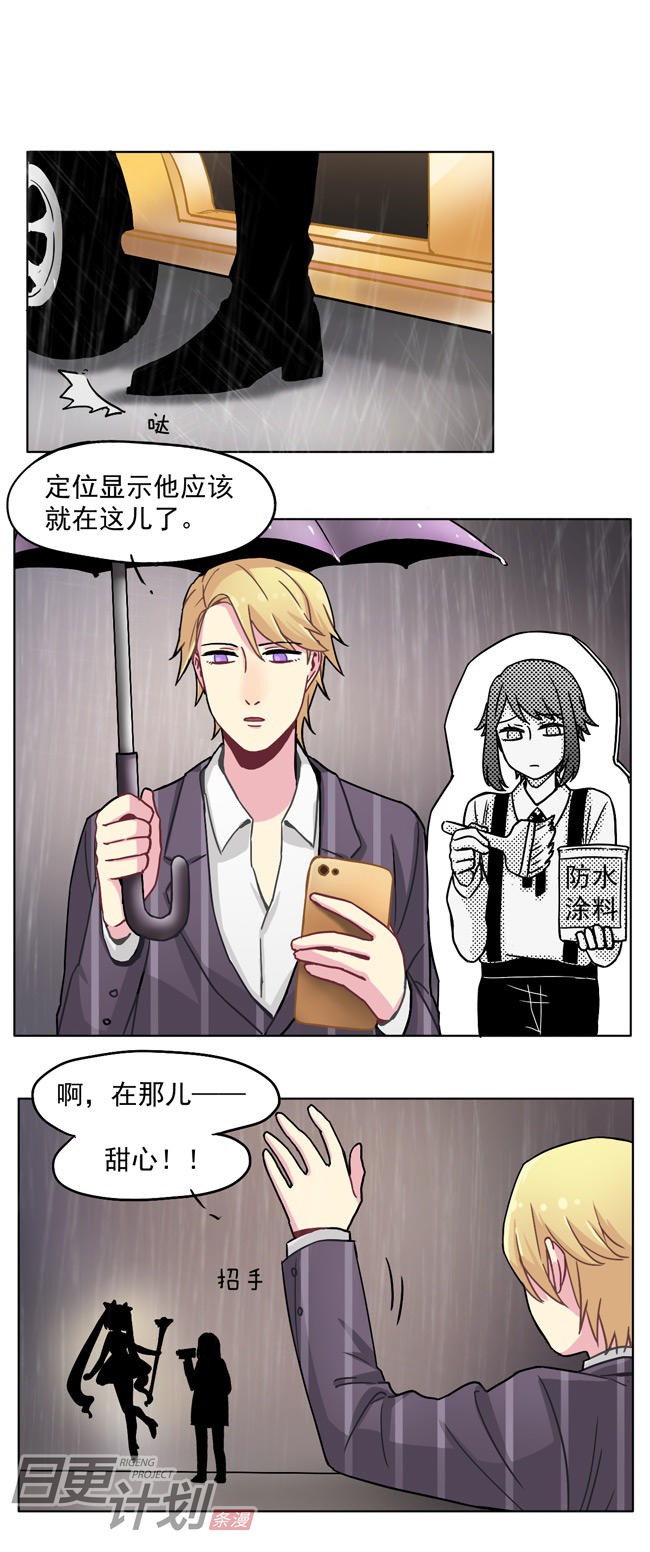 哒
定位显示他应该
就在这儿了。
防水
涂料
啊，在那儿——
甜心！！
招手
日更计划
RIGENG
PROJECT
条漫